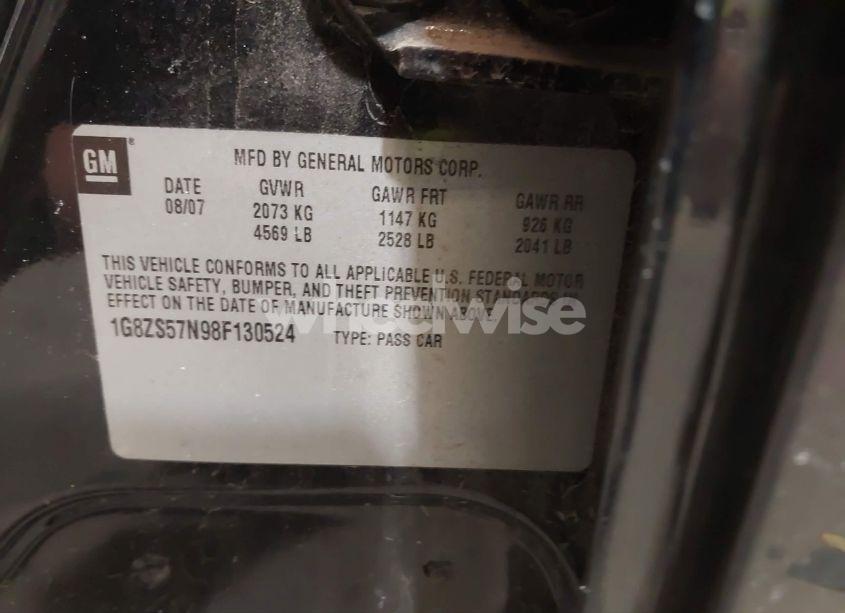 GM
MFD BY GENERAL MOTORS CORP.
DATE GVWR GAWR FRT GAWR RR
08/07 2073 KG 1147 KG 926 KG
4569 LB 2528 LB 2041 LB
THIS VEHICLE CONFORMS TO ALL APPLICABLE U.S. FEDERAL MOTOR
VEHICLE SAFETY, BUMPER, AND THEFT PREVENTION STANDARDS IN
EFFECT ON THE DATE OF MANUFACTURE SHOWN ABOVE.
wheelwise
1G8ZS57N98F130524 TYPE: PASS CAR